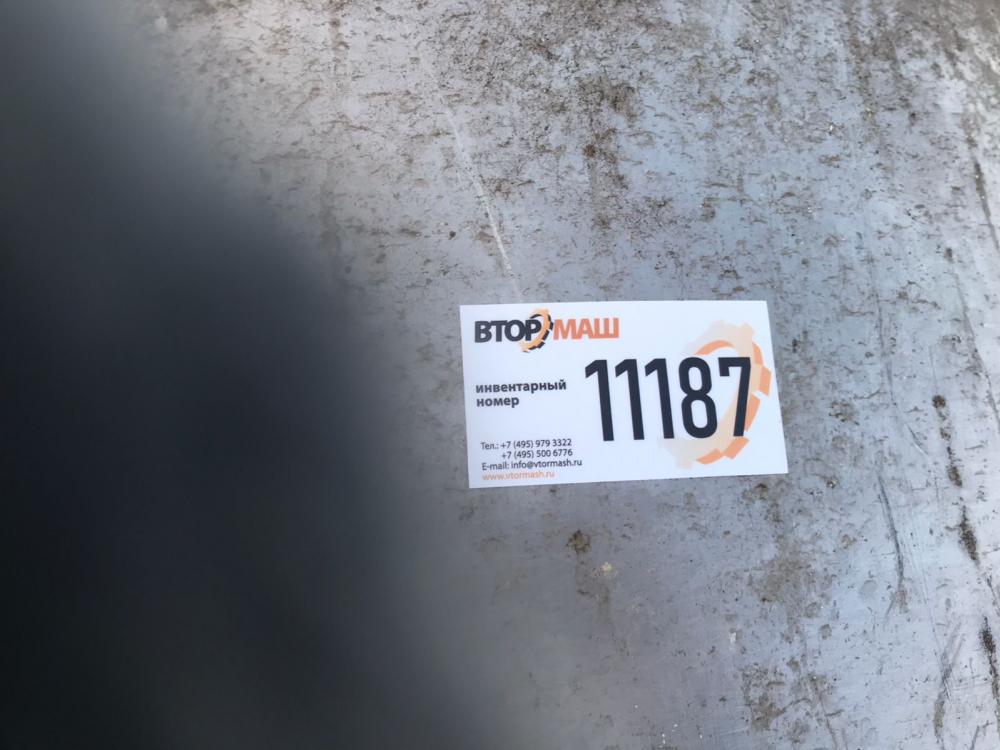 ВТОРМАШ
инвентарный
номер
11187
Тел.: +7 (495) 979 3322
+7 (495) 500 6776
E-mail: info@vtormash.ru
www.vtormash.ru